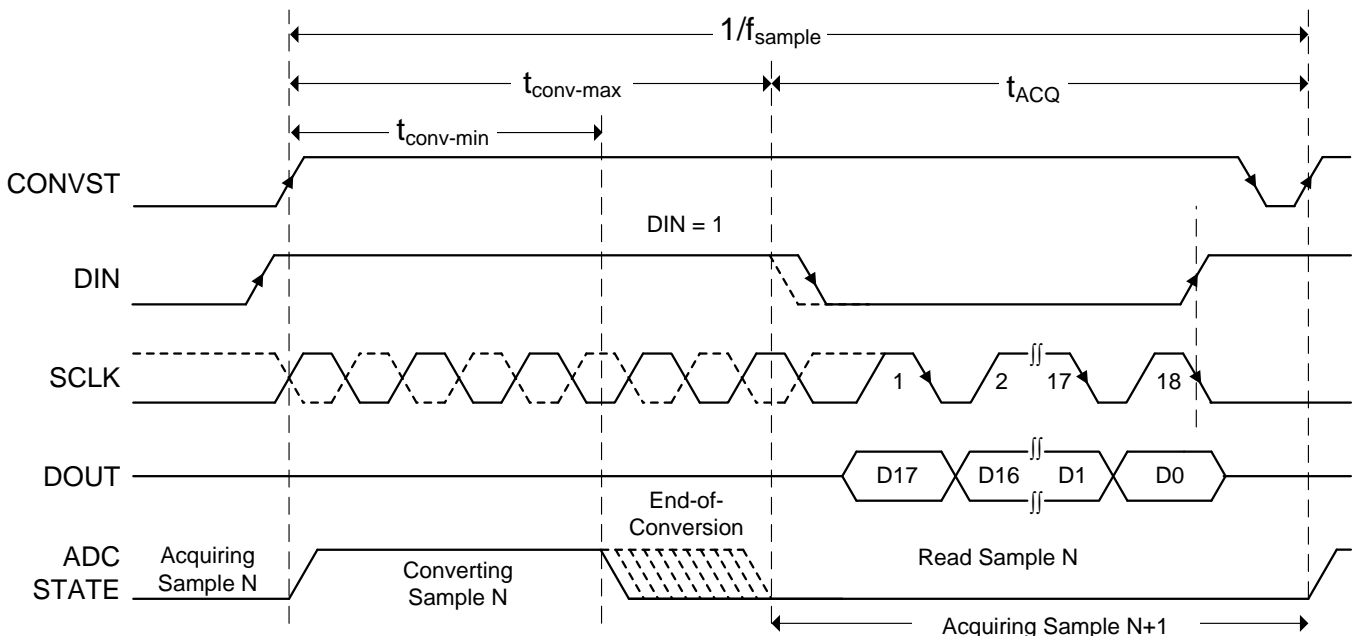 1/fsample
tconv-max
tACQ
tconv-min
CONVST
DIN = 1
DIN
SCLK
1
2
17
18
DOUT
D17
D16
D1
D0
End-of-
Conversion
ADC
STATE
Acquiring
Sample N
Converting
Sample N
Read Sample N
Acquiring Sample N+1